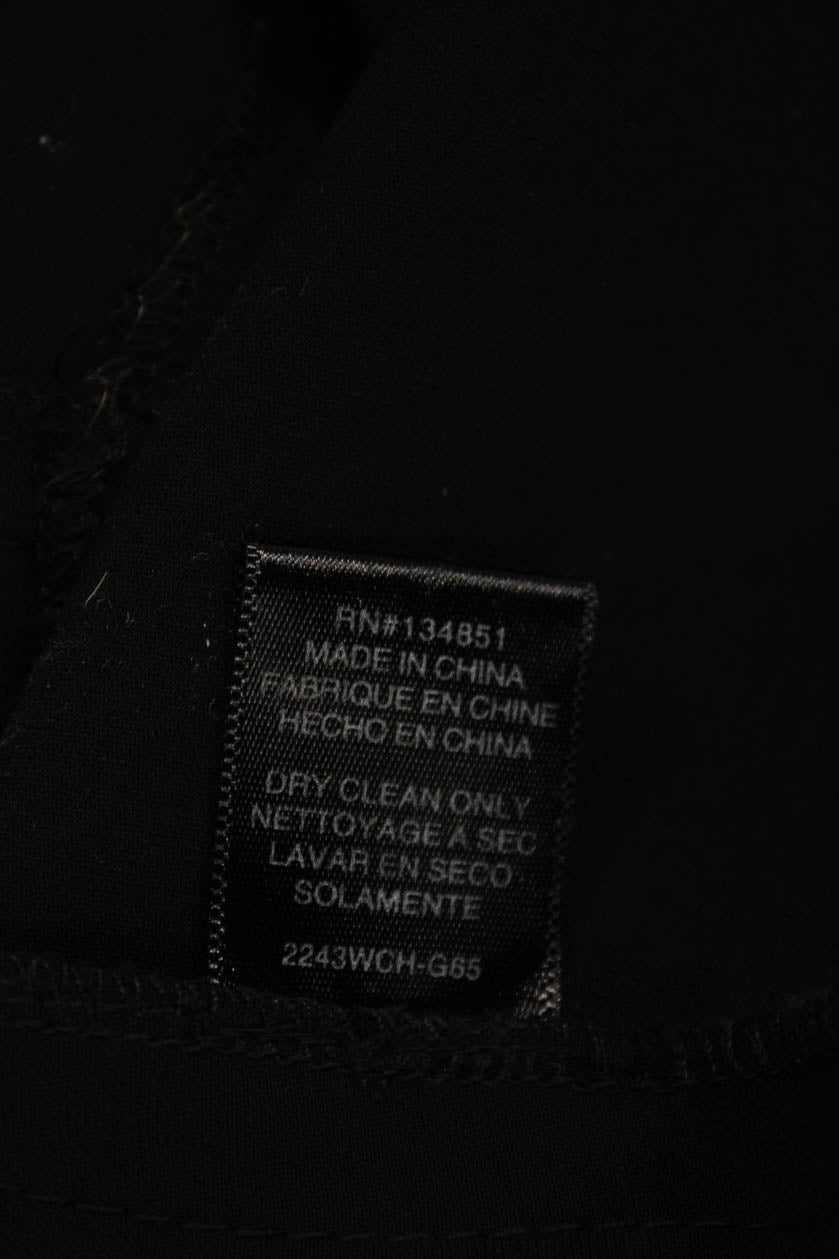 RN#134851
MADE IN CHINA
FABRIQUE EN CHINE
HECHO EN CHINA
DRY CLEAN ONLY
NETTOYAGE A SEC
LAVAR EN SECO
SOLAMENTE
2243WCH-G65